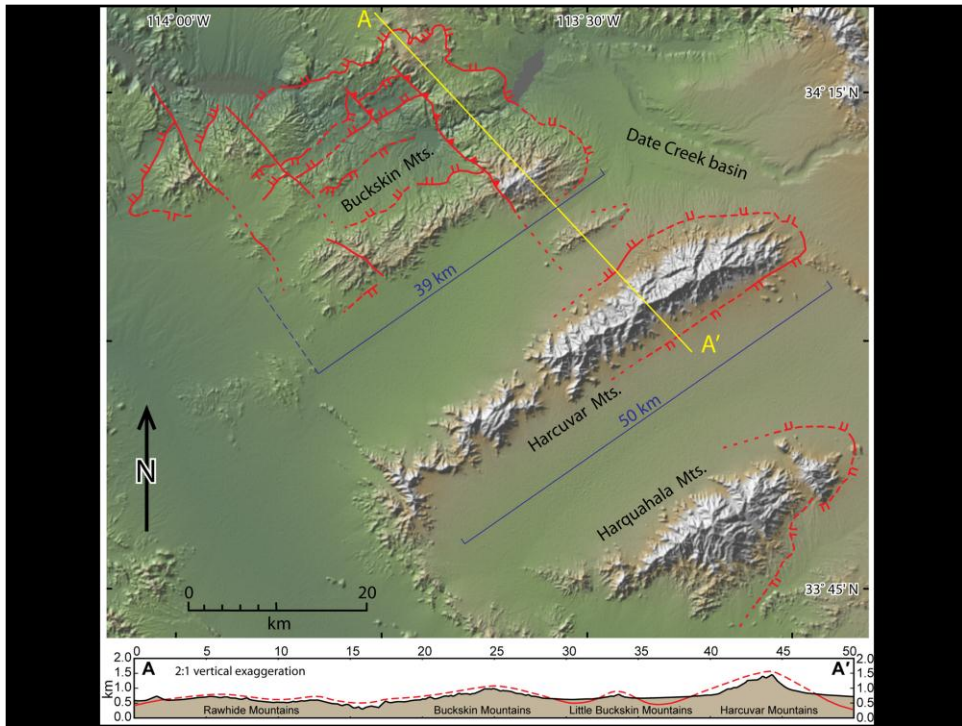 114° 00' W
A
113° 30' W
34° 15' N
Date Creek basin
Buckskin Mts.
39 km
A'
Harcuvar Mts.
50 km
N
Harquahala Mts.
33° 45' N
0 10 20
km
0 5 10 15 20 25 30 35 40 45 50
2.0 A 2:1 vertical exaggeration A' 2.0
1.5 1.5
1.0 1.0
0.5 0.5
0.0 0.0
km
Rawhide Mountains Buckskin Mountains Little Buckskin Mountains Harcuvar Mountains